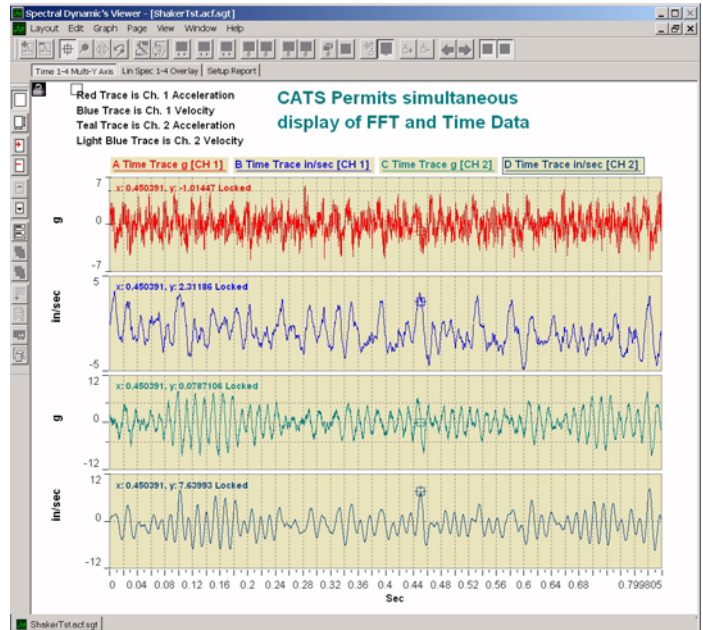 Spectral Dynamic's Viewer - [ShakerTst.acf.sgt]
Layout Edit Graph Page View Window Help
Time 1-4 Multi-Y Axis Lin Spec 1-4 Overlay Setup Report
Red Trace is Ch. 1 Acceleration
Blue Trace is Ch. 1 Velocity
Teal Trace is Ch. 2 Acceleration
Light Blue Trace is Ch. 2 Velocity
CATS Permits simultaneous
display of FFT and Time Data
A Time Trace g [CH 1] B Time Trace in/sec [CH 1] C Time Trace g [CH 2] D Time Trace in/sec [CH 2]
7
x: 0.450391, y: -1.01447 Locked
g
0
-7
5
x: 0.450391, y: 2.31186 Locked
in/sec
-5
12
x: 0.450391, y: 0.0787106 Locked
g
0
-12
12
x: 0.450391, y: 7.63993 Locked
in/sec
0
-12
0 0.04 0.08 0.12 0.16 0.2 0.24 0.28 0.32 0.36 0.4 0.44 0.48 0.52 0.56 0.6 0.64 0.68 0.799805
Sec
ShakerTst.acf.sgt